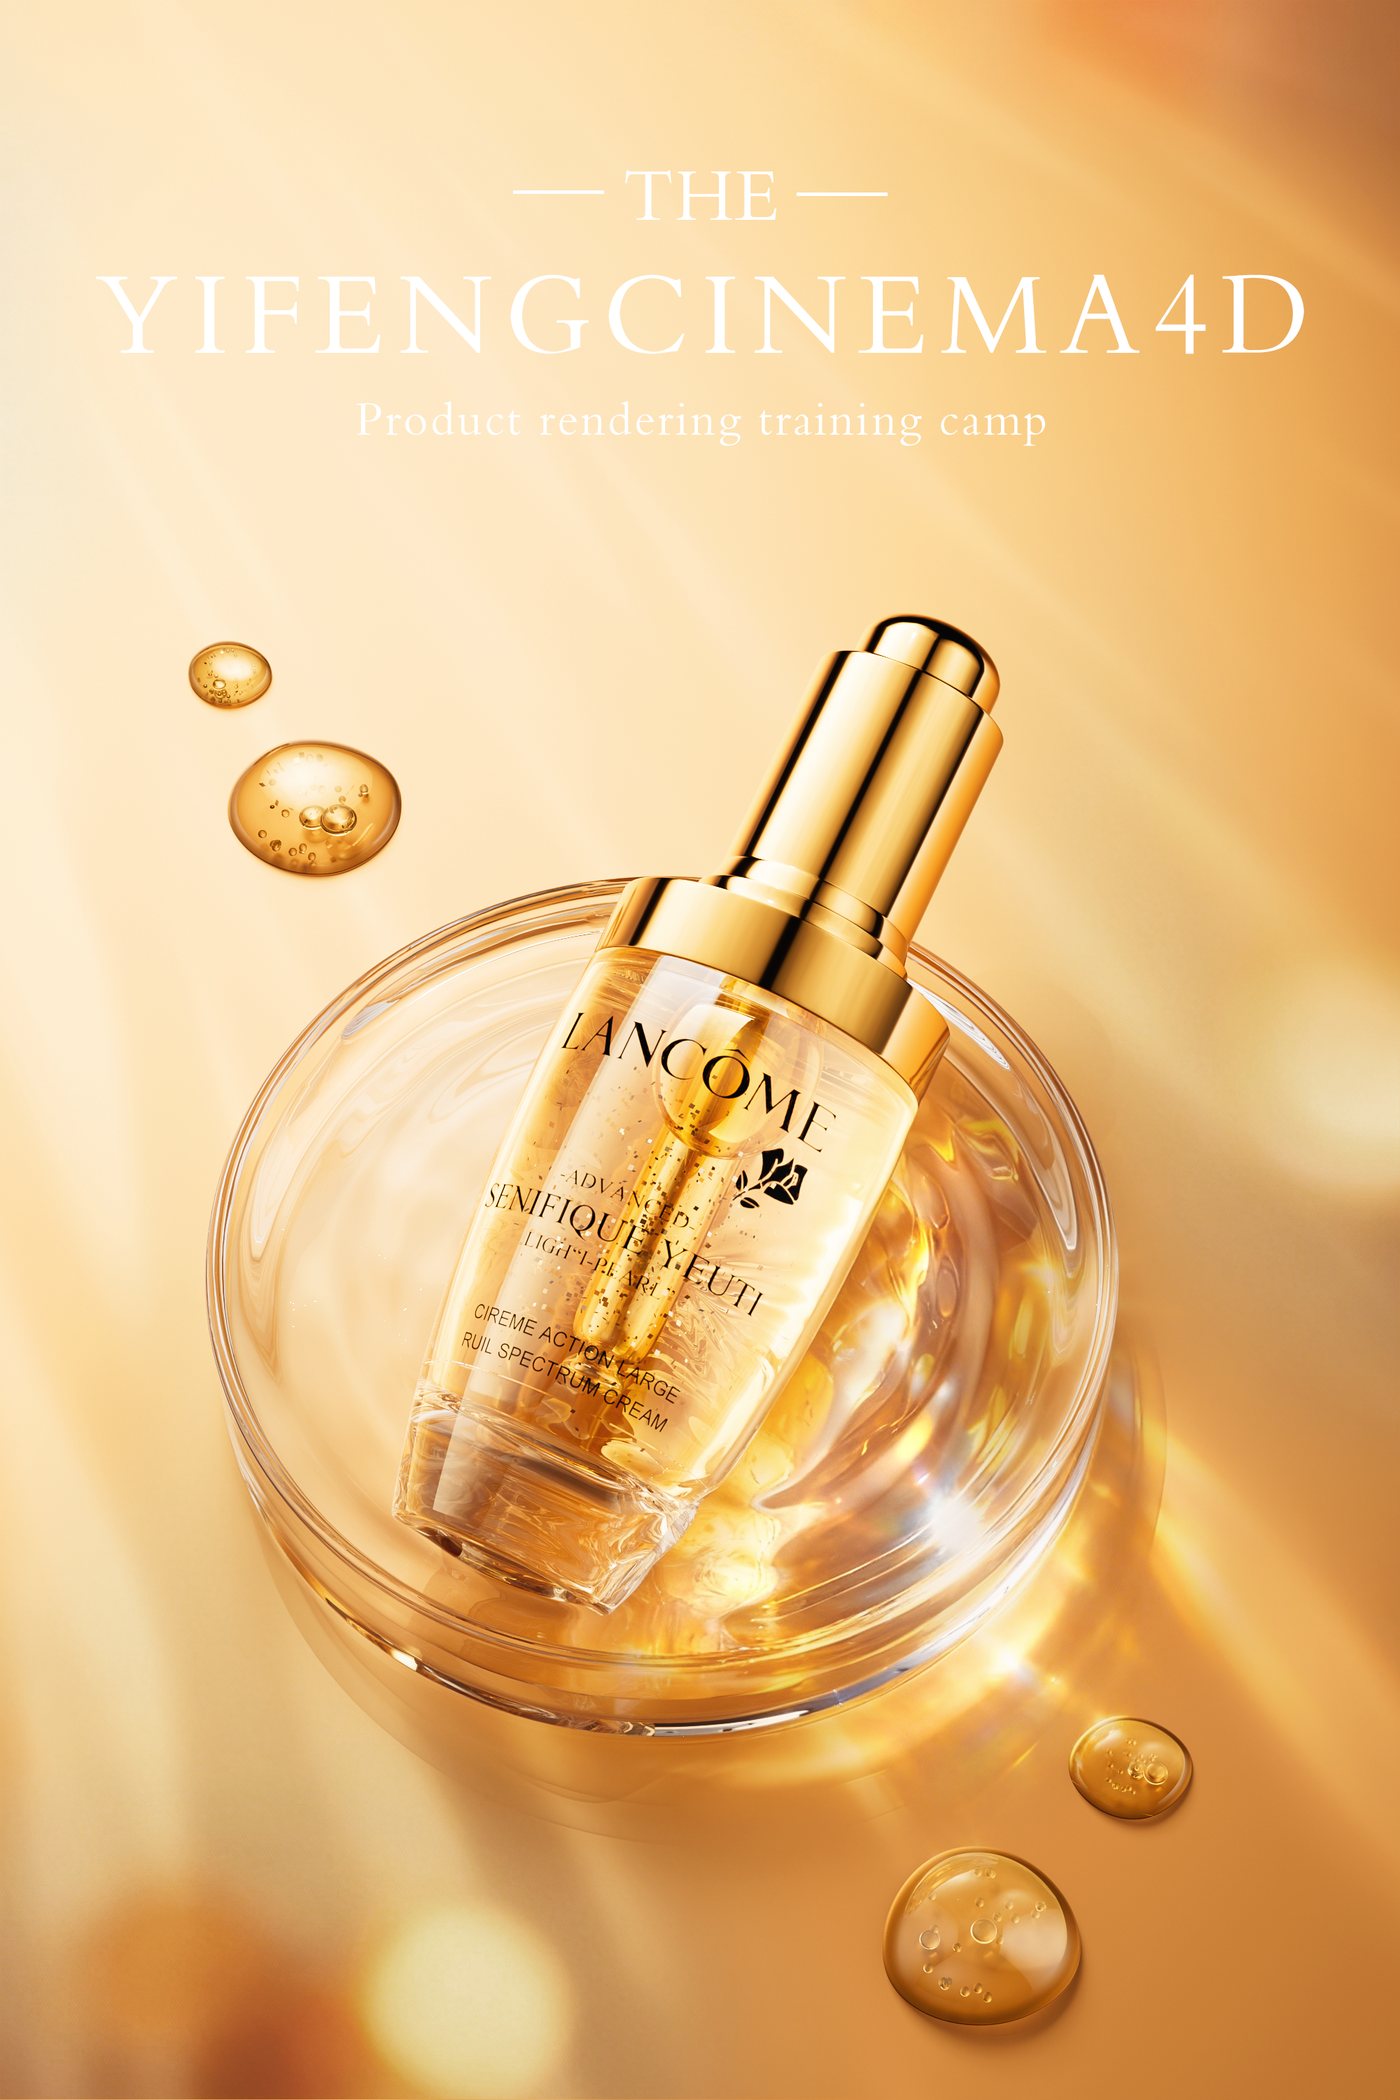 THE
YIFENGCINEMA4D
Product rendering training camp
LANCÔME
-ADVANCED-
SENIFIQUE YEUTI
CIREME ACTION LARGE
RUIL SPECTRUM CREAM